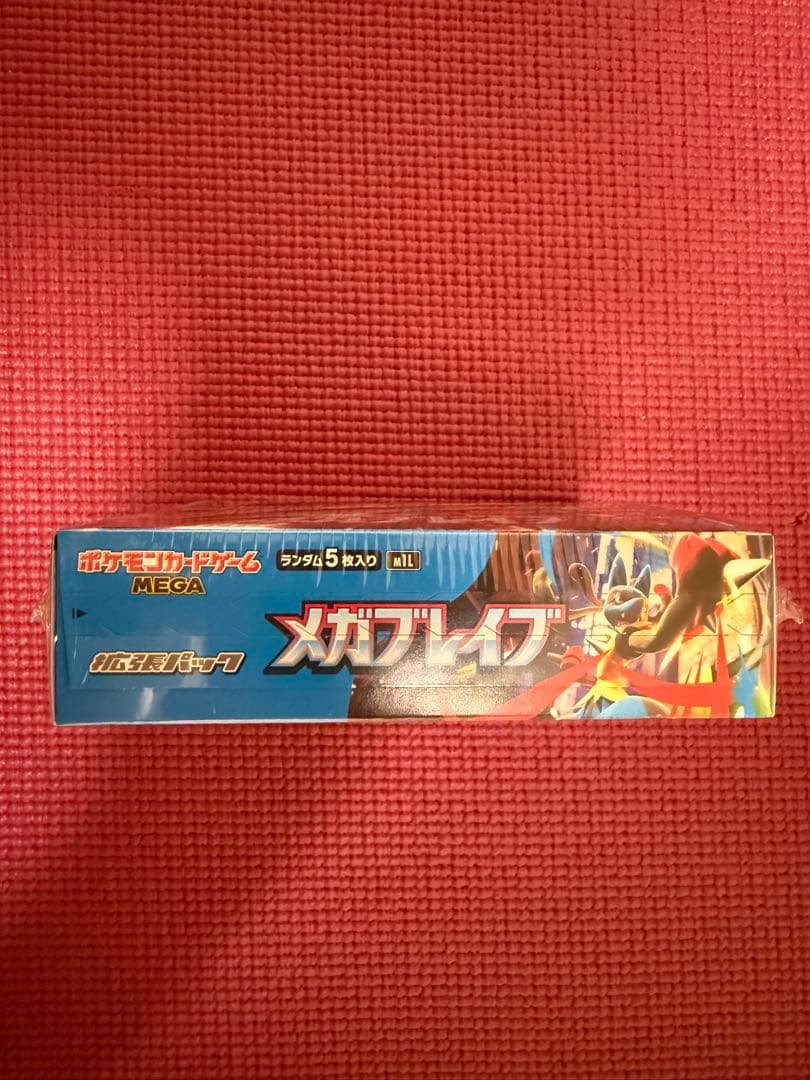 ポケモンカードゲーム
MEGA
ランダム5枚入り
M1L
拡張パック
メガブレイブ